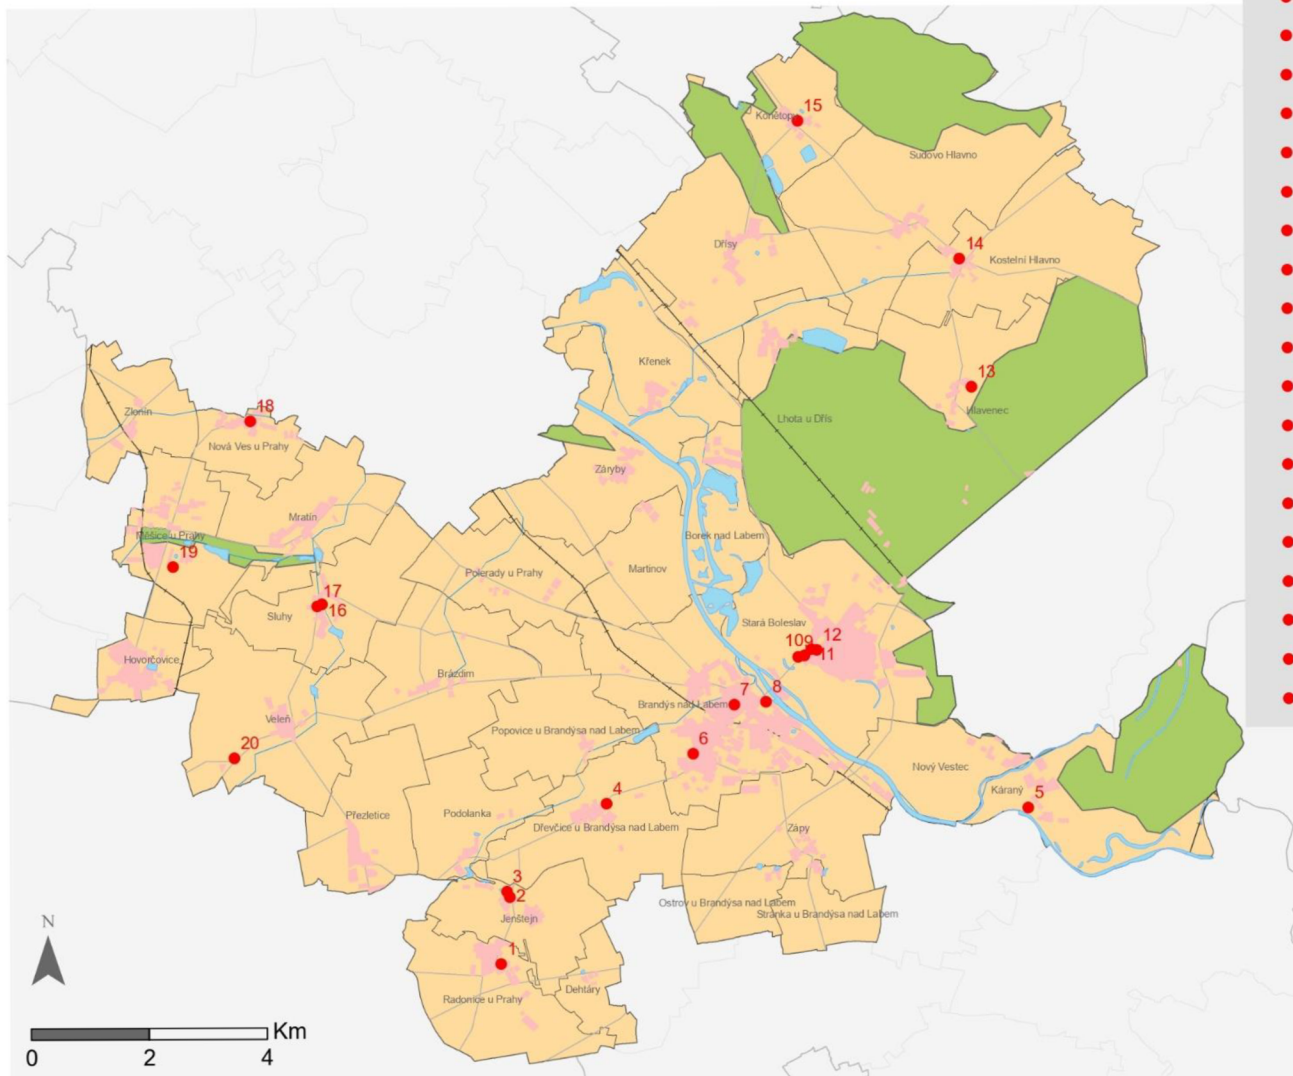 15
Konětopy
Sudovo Hlavno
Dřísy
14
Kostelní Hlavno
Křenek
13
Hlavenec
Zlonín
18
Lhota u Dřís
Nová Ves u Prahy
Záryby
Mratín
Měšice u Prahy
Borek nad Labem
19
Polerady u Prahy
Martinov
17
16
Sluhy
Stará Boleslav
12
10
9
11
Hovorčovice
Brázdim
7
8
Brandýs nad Labem
Veleň
Popovice u Brandýsa nad Labem
20
6
Nový Vestec
4
Káraný
5
Přezletice
Podolanka
Dřevčice u Brandýsa nad Labem
Zápy
3
2
Ostrov u Brandýsa nad Labem
Stránka u Brandýsa nad Labem
Jenštejn
N
1
Radonice u Prahy
Dehtáry
Km
0 2 4